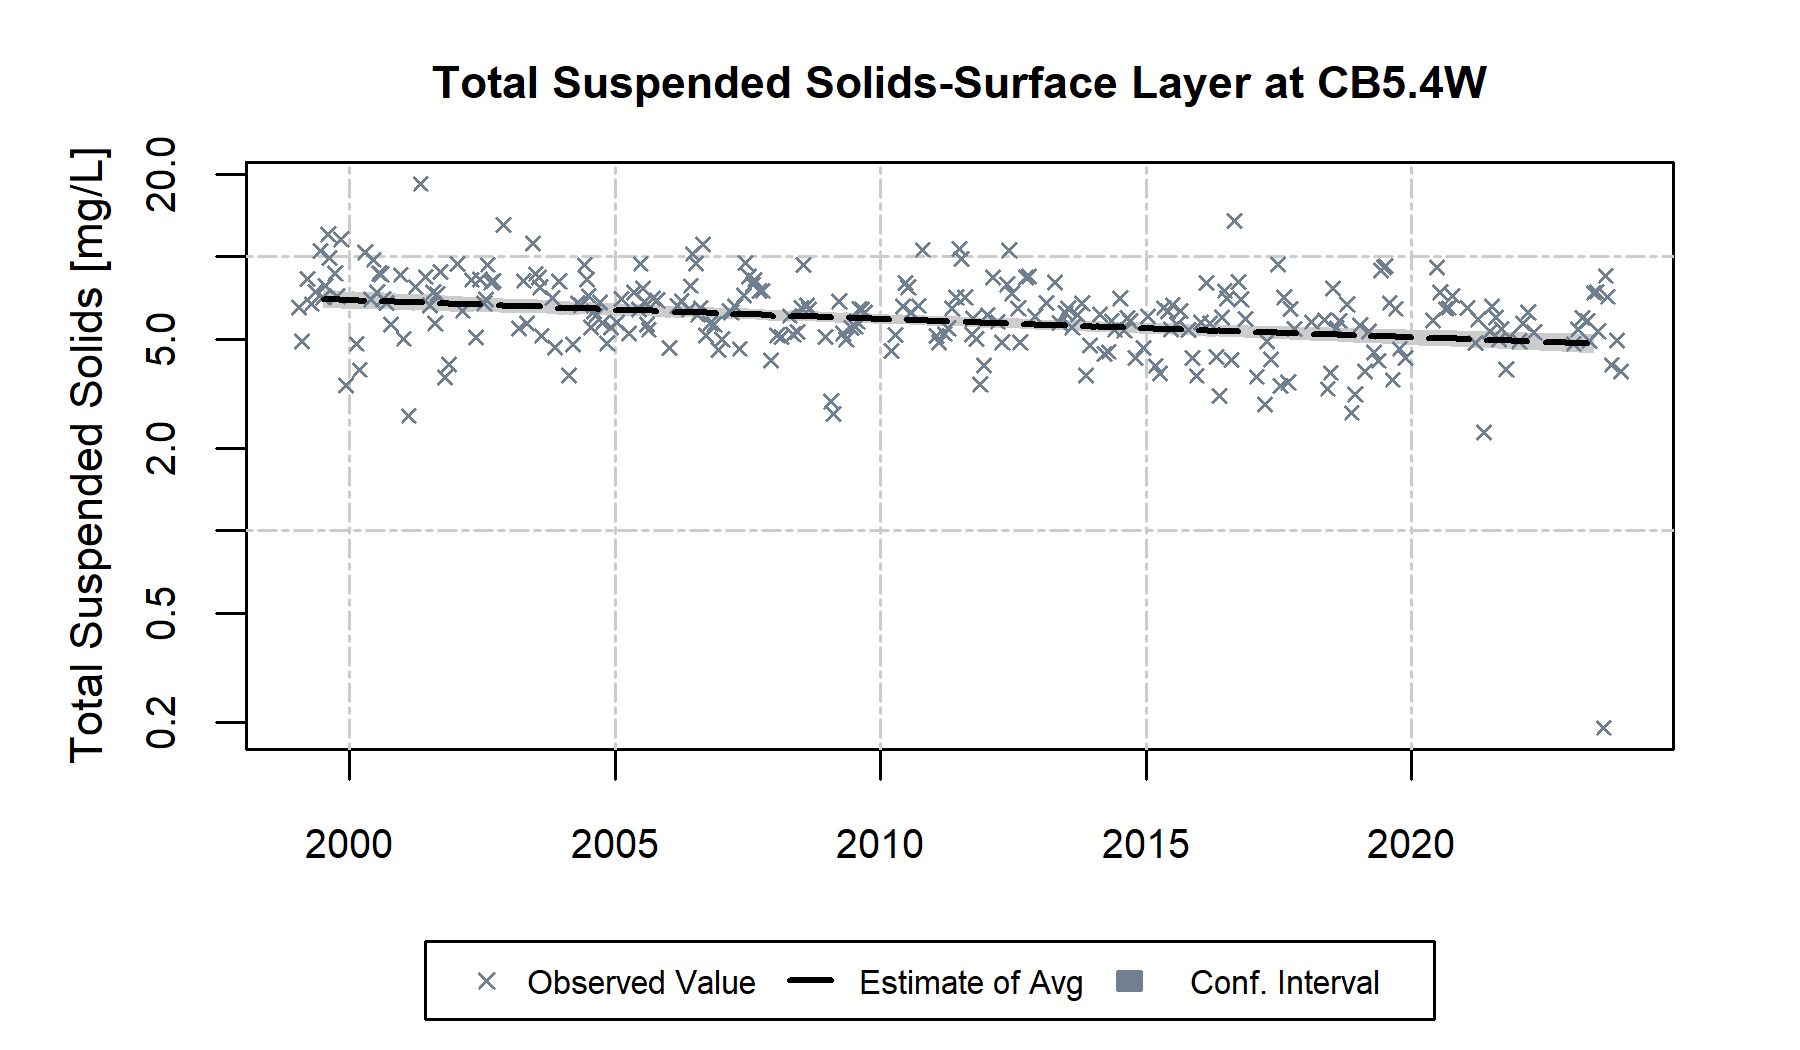 Total Suspended Solids-Surface Layer at CB5.4W
Total Suspended Solids [mg/L]
20.0
5.0
2.0
0.5
0.2
2000 2005 2010 2015 2020
Observed Value Estimate of Avg Conf. Interval